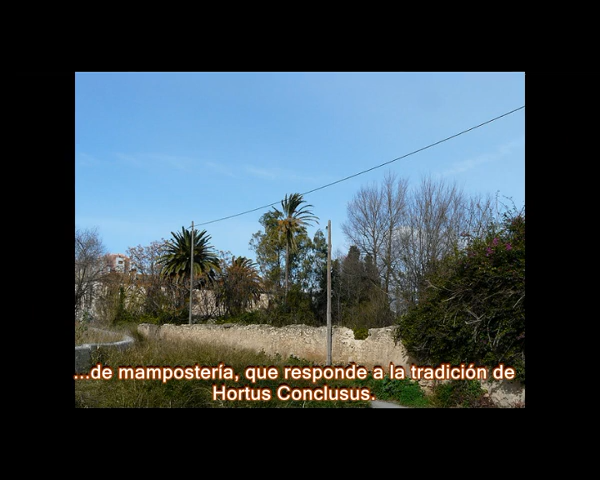 ...de mampostería, que responde a la tradición de
Hortus Conclusus.